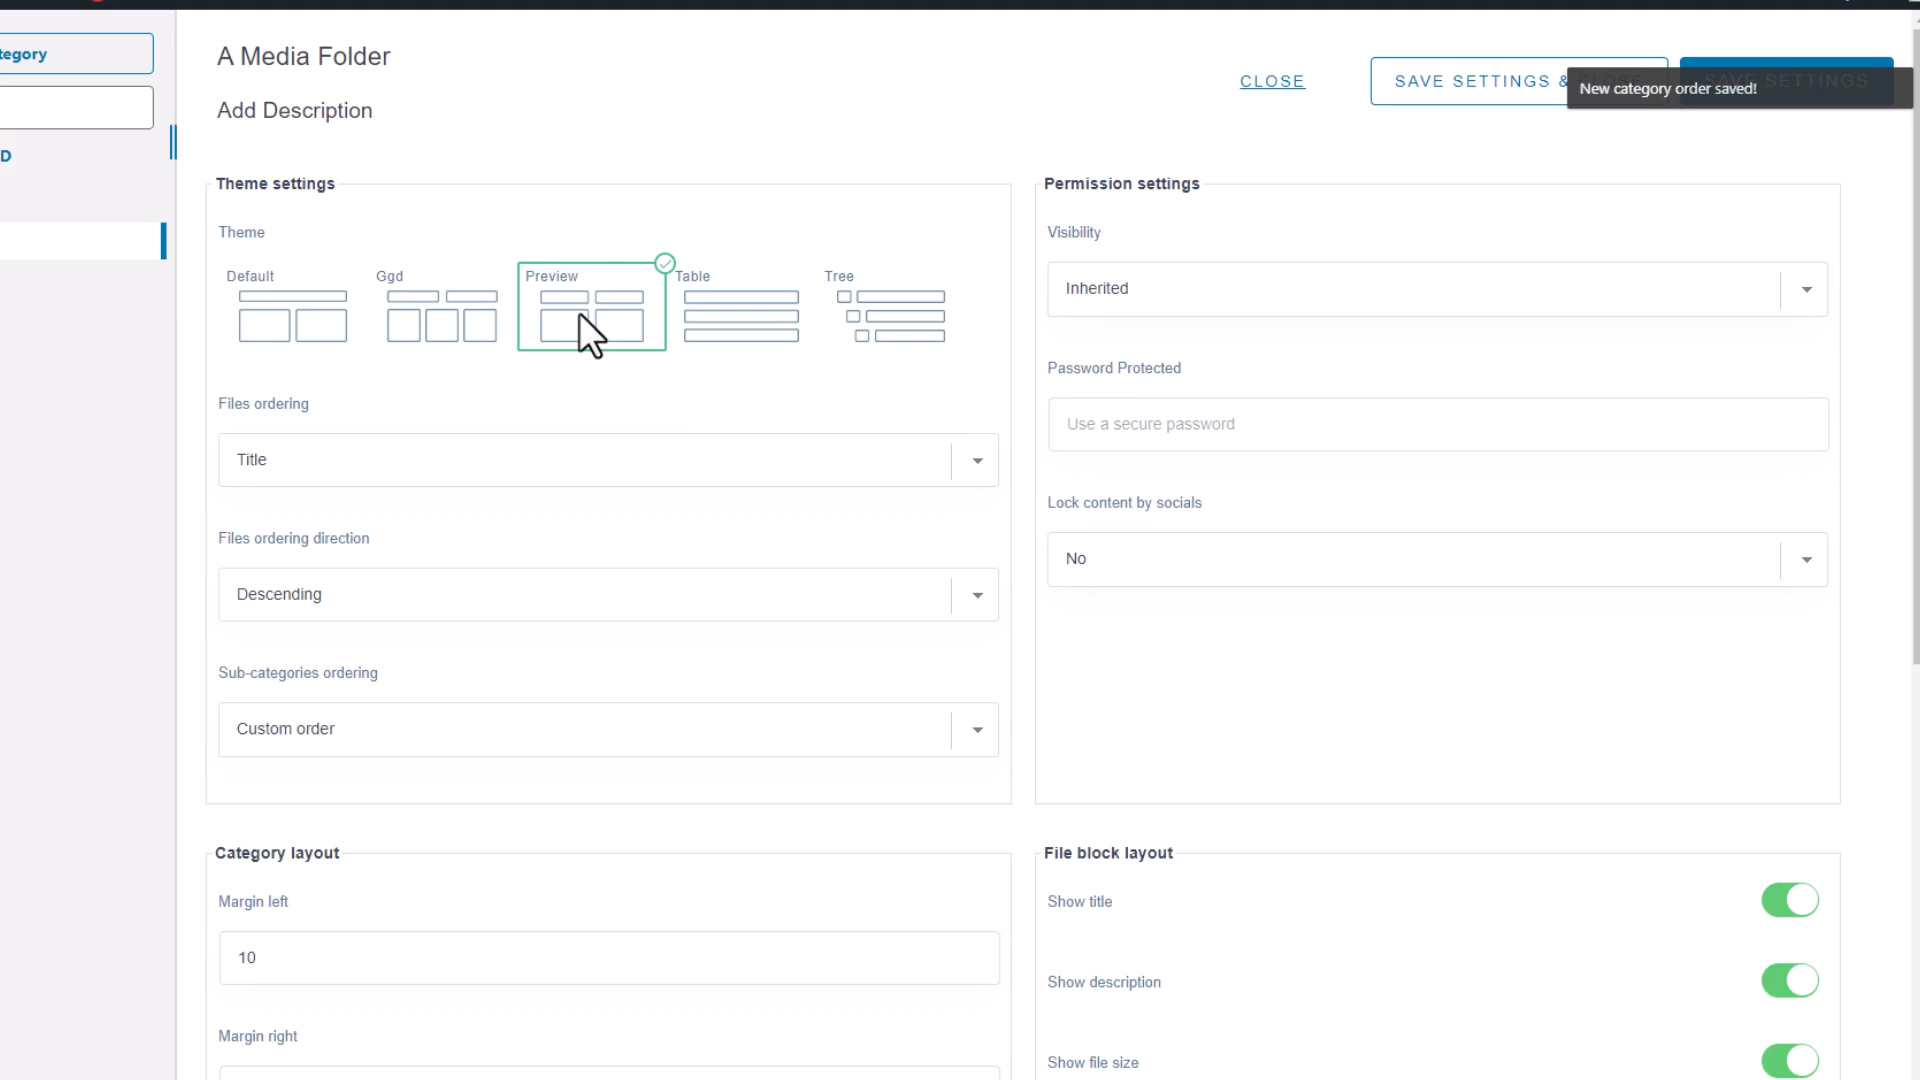 tegory
D
A Media Folder
Add Description
CLOSE
SAVE SETTINGS &
SETTINGS
New category order saved!
Theme settings
Theme
Default
Ggd
Preview
Table
Tree
Files ordering
Title
Files ordering direction
Descending
Sub-categories ordering
Custom order
Permission settings
Visibility
Inherited
Password Protected
Use a secure password
Lock content by socials
No
Category layout
Margin left
10
Margin right
File block layout
Show title
Show description
Show file size